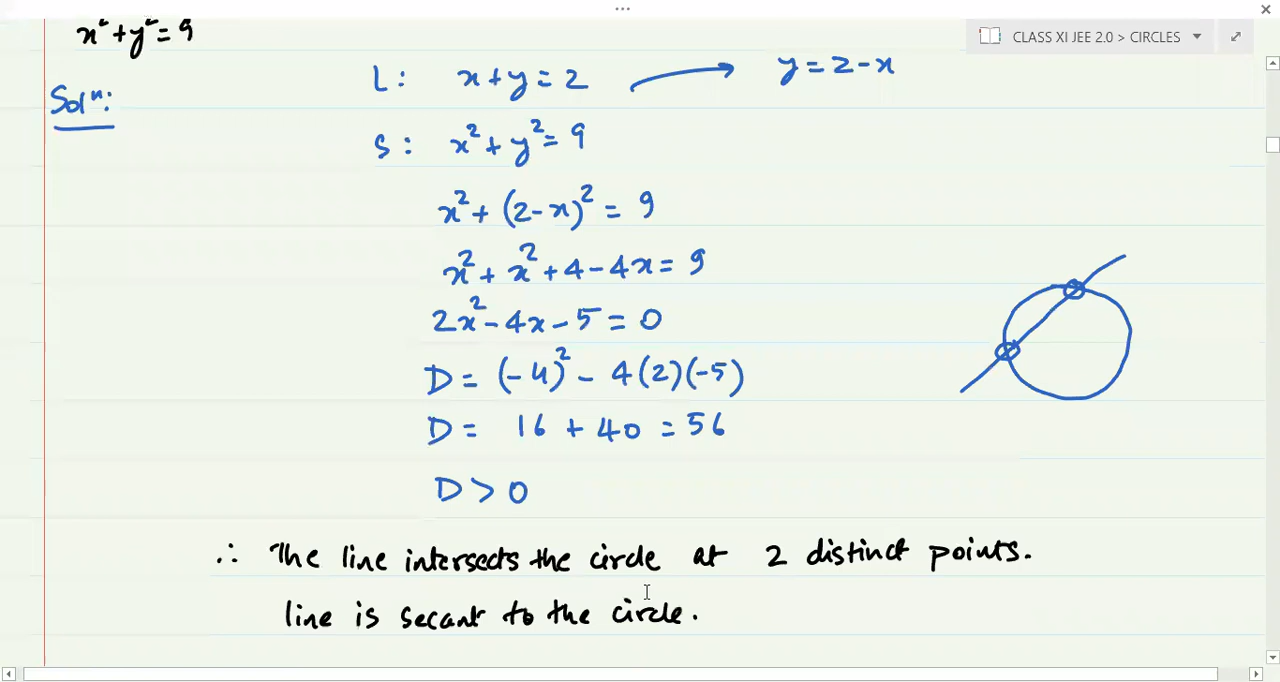 x² + y² = 9
CLASS XI JEE 2.0 > CIRCLES
L: x + y = 2 y = 2 - x
Solⁿ:
S: x² + y² = 9
x² + (2 - x)² = 9
x² + x² + 4 - 4x = 9
2x² - 4x - 5 = 0
D = (-4)² - 4(2)(-5)
D = 16 + 40 = 56
D > 0
∴ The line intersects the circle at 2 distinct points.
line is secant to the circle.